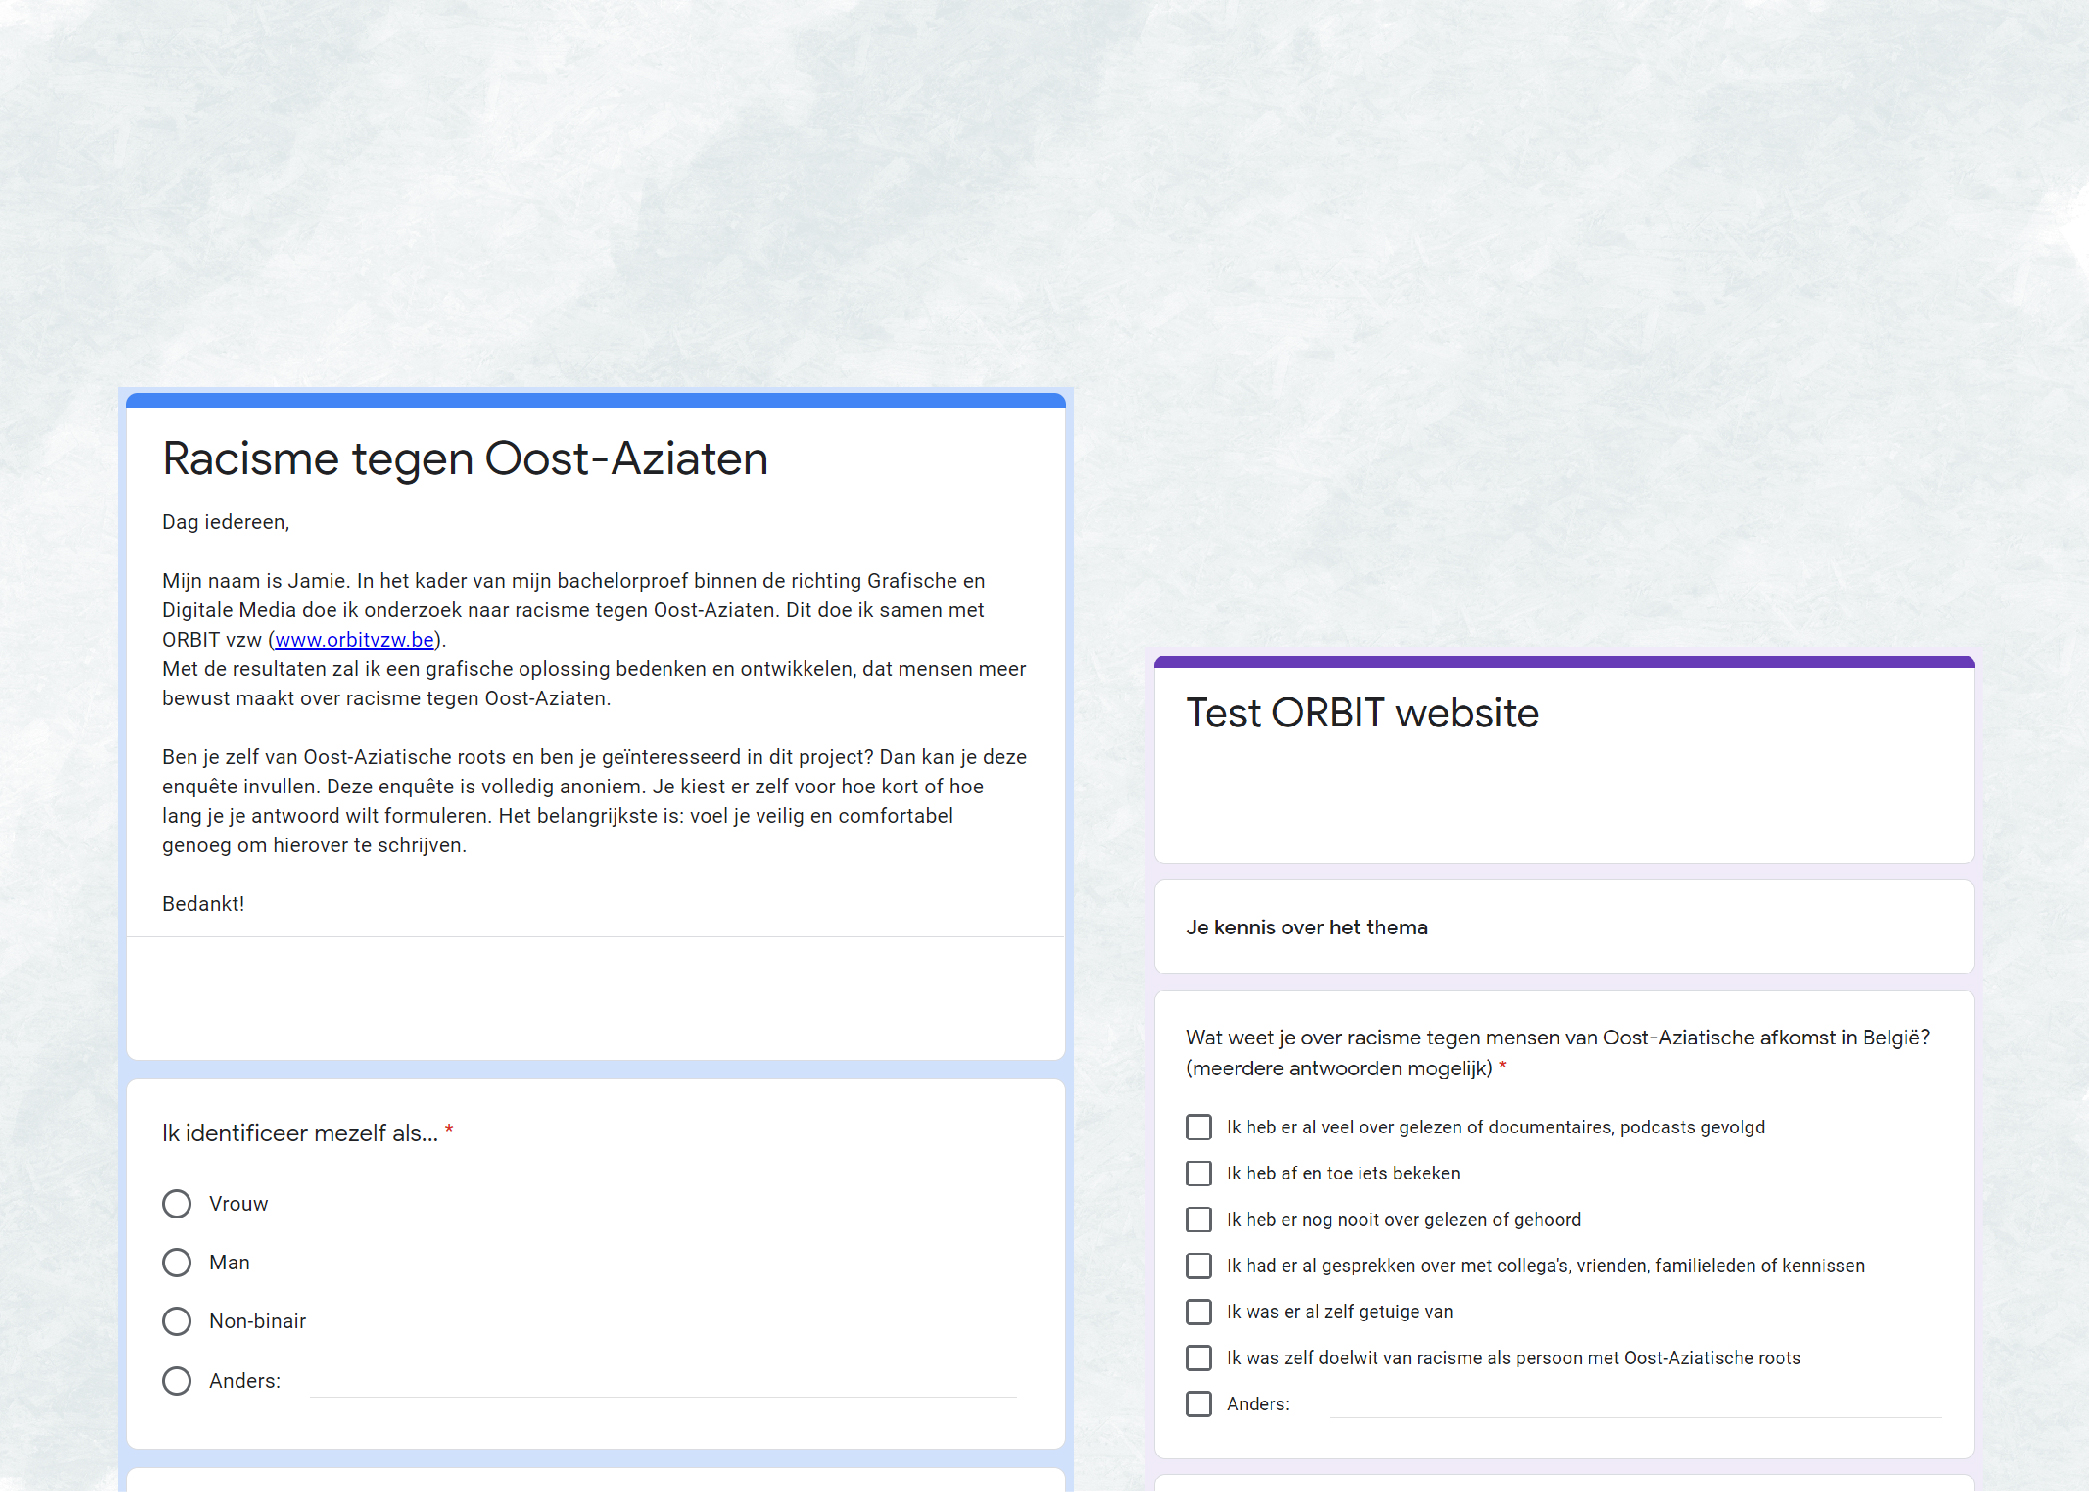 Racisme tegen Oost-Aziaten
Dag iedereen,
Mijn naam is Jamie. In het kader van mijn bachelorproef binnen de richting Grafische en
Digitale Media doe ik onderzoek naar racisme tegen Oost-Aziaten. Dit doe ik samen met
ORBIT vzw (www.orbitvzw.be).
Met de resultaten zal ik een grafische oplossing bedenken en ontwikkelen, dat mensen meer
bewust maakt over racisme tegen Oost-Aziaten.
Ben je zelf van Oost-Aziatische roots en ben je geïnteresseerd in dit project? Dan kan je deze
enquête invullen. Deze enquête is volledig anoniem. Je kiest er zelf voor hoe kort of hoe
lang je je antwoord wilt formuleren. Het belangrijkste is: voel je veilig en comfortabel
genoeg om hierover te schrijven.
Bedankt!
Ik identificeer mezelf als... *
Vrouw
Man
Non-binair
Anders:
Test ORBIT website
Je kennis over het thema
Wat weet je over racisme tegen mensen van Oost-Aziatische afkomst in België?
(meerdere antwoorden mogelijk) *
Ik heb er al veel over gelezen of documentaires, podcasts gevolgd
Ik heb af en toe iets bekeken
Ik heb er nog nooit over gelezen of gehoord
Ik had er al gesprekken over met collega's, vrienden, familieleden of kennissen
Ik was er al zelf getuige van
Ik was zelf doelwit van racisme als persoon met Oost-Aziatische roots
Anders: